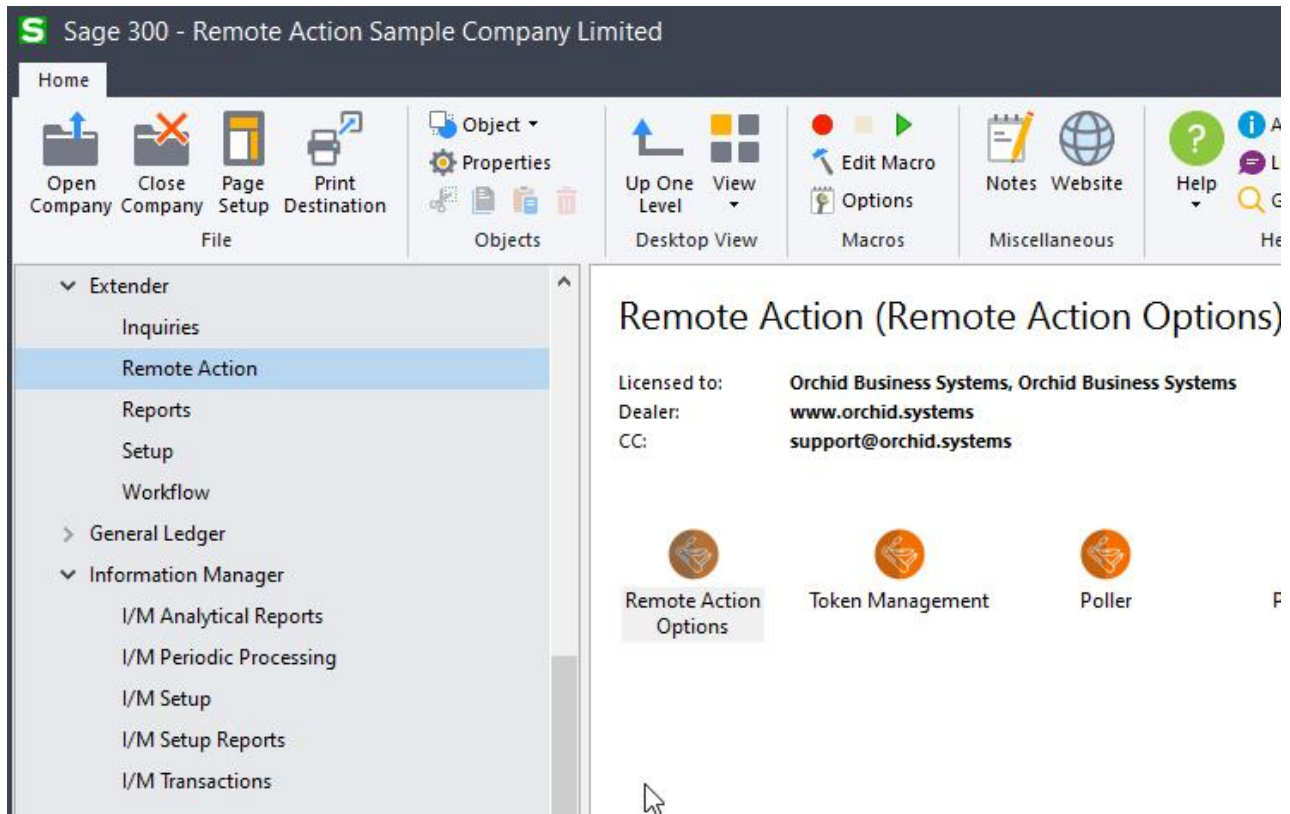 S Sage 300 - Remote Action Sample Company Limited
Home
Open Company
Close Company
Page Setup
Print Destination
File
Object
Properties
Objects
Up One Level
View
Desktop View
Edit Macro
Options
Macros
Notes
Website
Miscellaneous
? Help
Extender
Inquiries
Remote Action
Reports
Setup
Workflow
General Ledger
Information Manager
I/M Analytical Reports
I/M Periodic Processing
I/M Setup
I/M Setup Reports
I/M Transactions
Remote Action (Remote Action Options)
Licensed to: Orchid Business Systems, Orchid Business Systems
Dealer: www.orchid.systems
CC: support@orchid.systems
Remote Action Options
Token Management
Poller